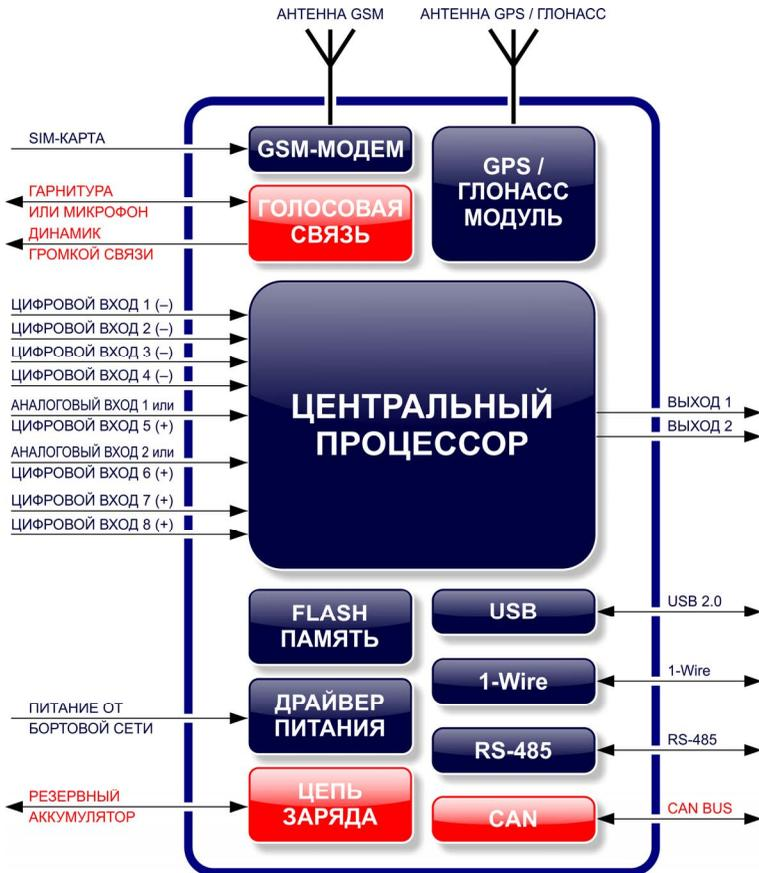 АНТЕННА GSM
АНТЕННА GPS / ГЛОНАСС
SIM-КАРТА
GSM-МОДЕМ
GPS /
ГЛОНАСС
МОДУЛЬ
ГАРНИТУРА
ИЛИ МИКРОФОН
ДИНАМИК
ГРОМКОЙ СВЯЗИ
ГОЛОСОВАЯ
СВЯЗЬ
ЦИФРОВОЙ ВХОД 1 (–)
ЦИФРОВОЙ ВХОД 2 (–)
ЦИФРОВОЙ ВХОД 3 (–)
ЦИФРОВОЙ ВХОД 4 (–)
АНАЛОГОВЫЙ ВХОД 1 или
ЦИФРОВОЙ ВХОД 5 (+)
АНАЛОГОВЫЙ ВХОД 2 или
ЦИФРОВОЙ ВХОД 6 (+)
ЦИФРОВОЙ ВХОД 7 (+)
ЦИФРОВОЙ ВХОД 8 (+)
ЦЕНТРАЛЬНЫЙ
ПРОЦЕССОР
ВЫХОД 1
ВЫХОД 2
FLASH
ПАМЯТЬ
USB
USB 2.0
1-Wire
1-Wire
ПИТАНИЕ ОТ
БОРТОВОЙ СЕТИ
ДРАЙВЕР
ПИТАНИЯ
RS-485
RS-485
РЕЗЕРВНЫЙ
АККУМУЛЯТОР
ЦЕПЬ
ЗАРЯДА
CAN
CAN BUS